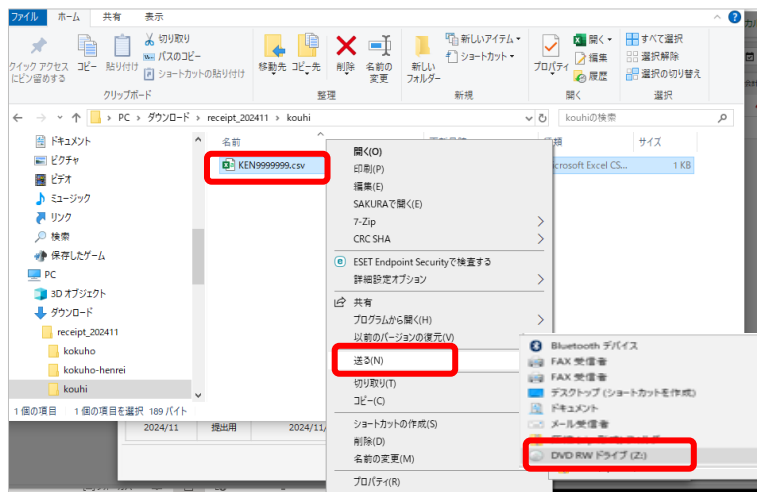 ファイル ホーム 共有 表示
クイック アクセス
にピン留めする
コピー
貼り付け
切り取り
パスのコピー
ショートカットの貼り付け
クリップボード
移動先
コピー先
削除
名前の
変更
整理
新しい
フォルダー
新しいアイテム
ショートカット
新規
プロパティ
開く
編集
履歴
開く
すべて選択
選択解除
選択の切り替え
選択
PC > ダウンロード > receipt_202411 > kouhi
kouhiの検索
名前
サイズ
ドキュメント
ピクチャ
ビデオ
ミュージック
リンク
検索
保存したゲーム
PC
3D オブジェクト
ダウンロード
receipt_202411
kokuho
kokuho-henrei
kouhi
KEN9999999.csv
crosoft Excel CS...
1 KB
開く(O)
印刷(P)
編集(E)
SAKURAで開く(E)
7-Zip
CRC SHA
ESET Endpoint Securityで検査する
詳細設定オプション
共有
プログラムから開く(H)
以前のバージョンの復元(V)
送る(N)
切り取り(T)
コピー(C)
ショートカットの作成(S)
削除(D)
名前の変更(M)
プロパティ(R)
Bluetooth デバイス
FAX 受信者
FAX 受信者
デスクトップ (ショートカットを作成)
ドキュメント
メール受信者
DVD RW ドライブ (Z:)
1 個の項目 1 個の項目を選択 189 バイト
2024/11 提出用 2024/11/